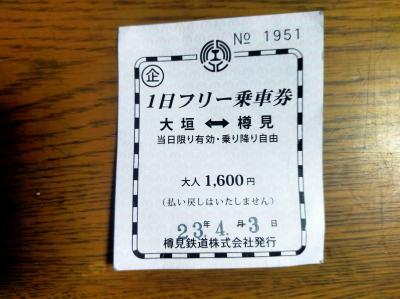 № 1951
企
1日フリー乗車券
大垣 ⟷ 樽見
当日限り有効・乗り降り自由
大人 1,600円
（払い戻しはいたしません）
23.年4.月-3日
樽見鉄道株式会社発行